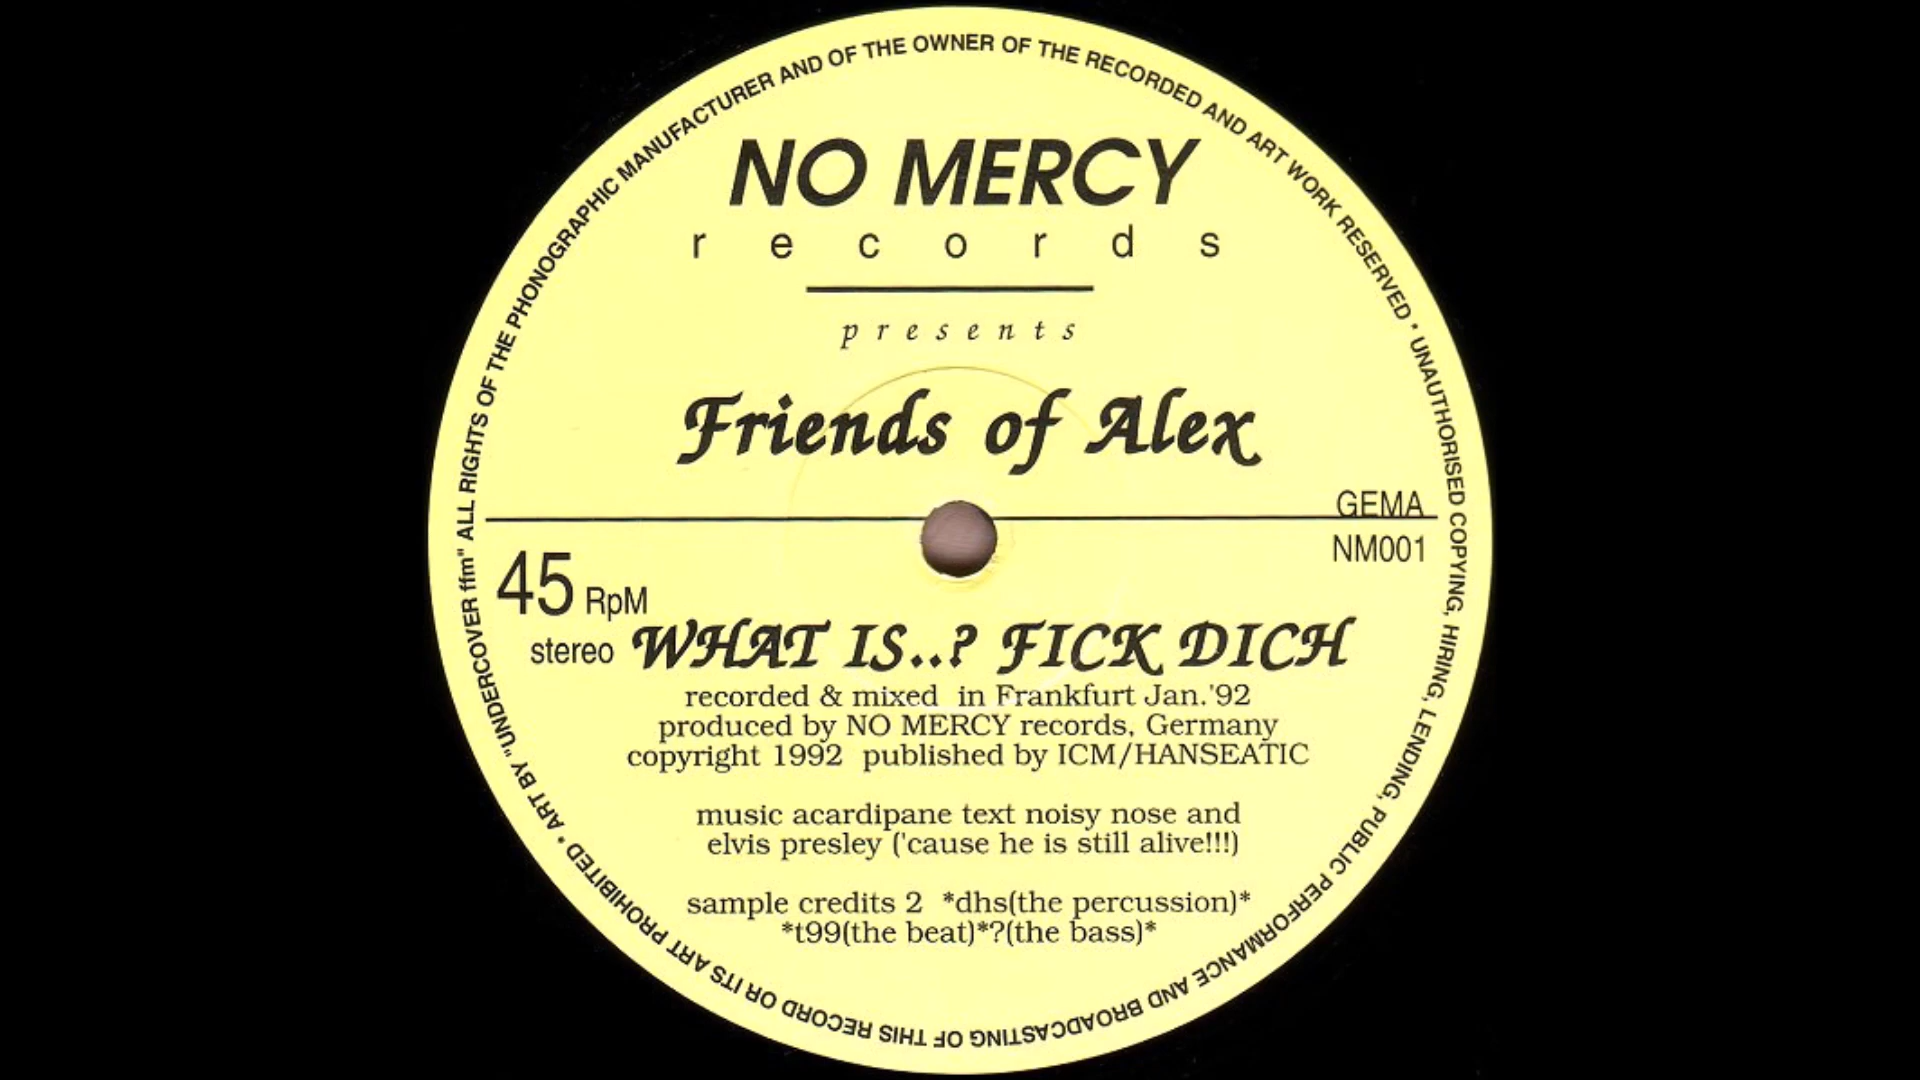 NO MERCY
records
presents
Friends of Alex
GEMA
NM001
45 RpM
stereo
WHAT IS..? FICK DICH
recorded & mixed in Frankfurt Jan.'92
produced by NO MERCY records, Germany
copyright 1992 published by ICM/HANSEATIC
music acardipane text noisy nose and
elvis presley ('cause he is still alive!!!)
sample credits 2 *dhs(the percussion)*
*t99(the beat)*?(the bass)*
ALL RIGHTS OF THE PHONOGRAPHIC MANUFACTURER AND OF THE OWNER OF THE RECORDED AND ART WORK RESERVED • UNAUTHORISED COPYING, HIRING, LENDING, PUBLIC PERFORMANCE AND BROADCASTING OF THIS RECORD OR ITS ART PROHIBITED • ART BY "UNDERCOVER ffm"